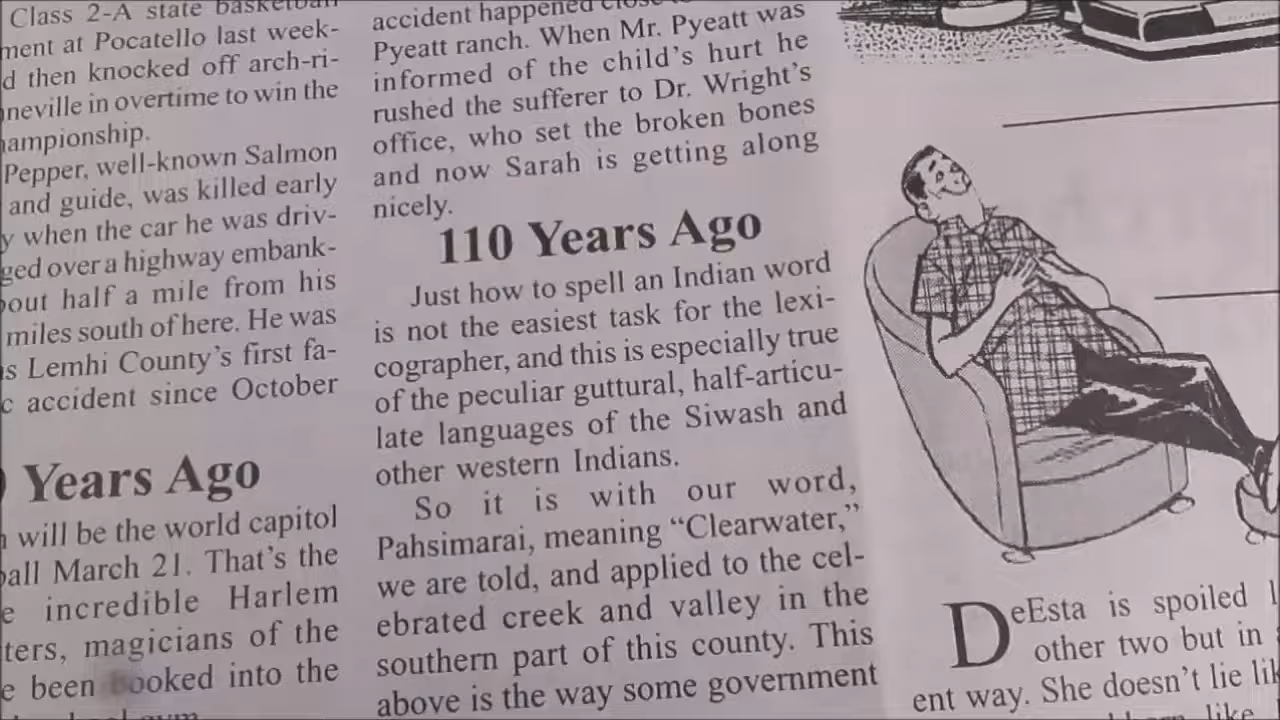 Class 2-A state basketball
ment at Pocatello last week-
d then knocked off arch-ri-
neville in overtime to win the
ampionship.
Pepper, well-known Salmon
and guide, was killed early
y when the car he was driv-
ged over a highway embank-
out half a mile from his
miles south of here. He was
s Lemhi County's first fa-
c accident since October
Years Ago
will be the world capitol
all March 21. That's the
e incredible Harlem
ters, magicians of the
e been booked into the
accident happened close
Pyeatt ranch. When Mr. Pyeatt was
informed of the child's hurt he
rushed the sufferer to Dr. Wright's
office, who set the broken bones
and now Sarah is getting along
nicely.
110 Years Ago
Just how to spell an Indian word
is not the easiest task for the lexi-
cographer, and this is especially true
of the peculiar guttural, half-articu-
late languages of the Siwash and
other western Indians.
So it is with our word,
Pahsimarai, meaning "Clearwater,"
we are told, and applied to the cel-
ebrated creek and valley in the
southern part of this county. This
above is the way some government
DeEsta is spoiled
other two but in
ent way. She doesn't lie
like